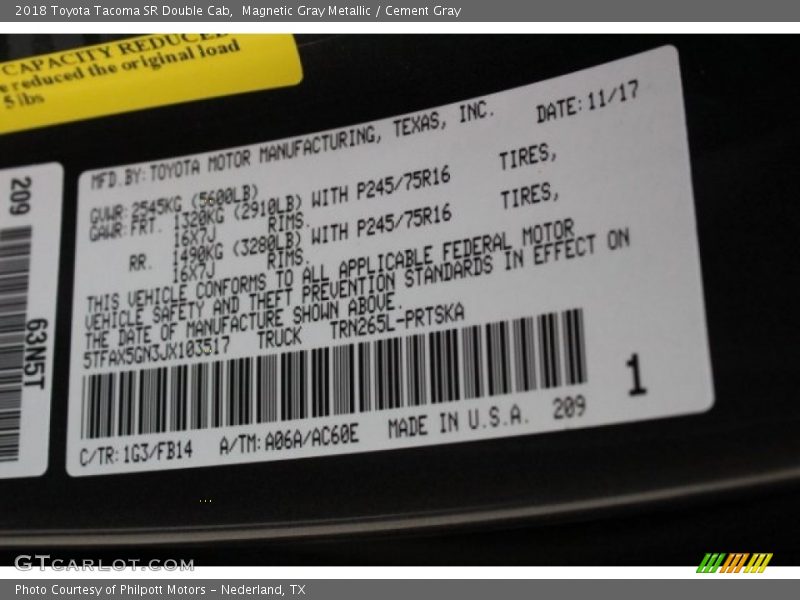 2018 Toyota Tacoma SR Double Cab,  Magnetic Gray Metallic / Cement Gray
CAPACITY REDUCED
reduced the original load
5 lbs
MFD.BY:TOYOTA MOTOR MANUFACTURING, TEXAS, INC. DATE:11/17
GVWR:2545KG (5600LB)
GAWR:FRT. 1320KG (2910LB) WITH P245/75R16 TIRES,
16X7J RIMS.
RR. 1490KG (3280LB) WITH P245/75R16 TIRES,
16X7J RIMS.
THIS VEHICLE CONFORMS TO ALL APPLICABLE FEDERAL MOTOR
VEHICLE SAFETY AND THEFT PREVENTION STANDARDS IN EFFECT ON
THE DATE OF MANUFACTURE SHOWN ABOVE.
5TFAX5GN3JX103517 TRUCK TRN265L-PRTSKA
1
C/TR:1G3/FB14 A/TM:A06A/AC60E MADE IN U.S.A. 209
209
63N5T
GTCARLOT.COM
Photo Courtesy of Philpott Motors - Nederland, TX